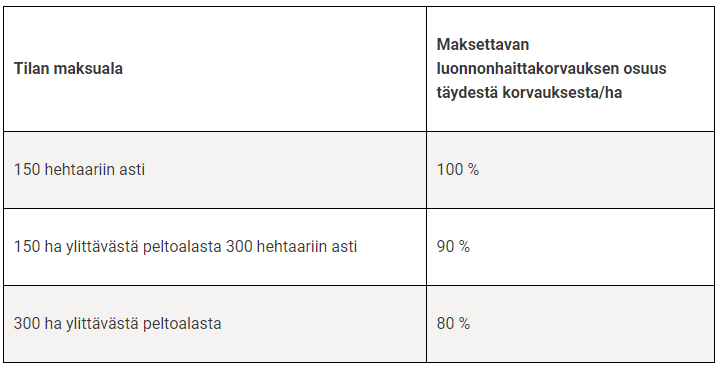 Tilan maksuala
Maksettavan
luonnonhaittakorvauksen osuus
täydestä korvauksesta/ha
150 hehtaariin asti
100 %
150 ha ylittävästä peltoalasta 300 hehtaariin asti
90 %
300 ha ylittävästä peltoalasta
80 %